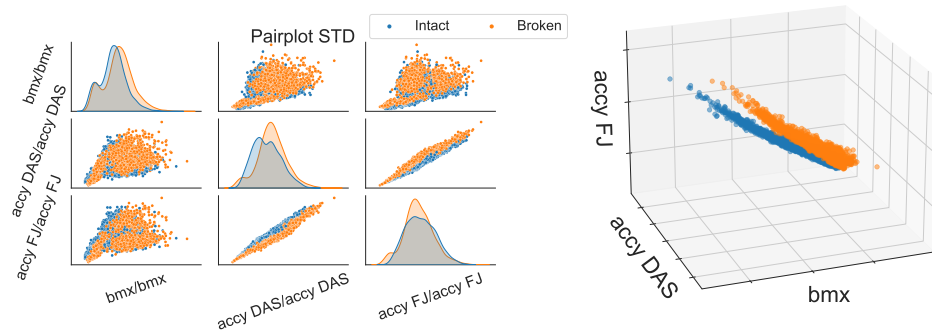 Intact
Broken
Pairplot STD
bmx/bmx
accy DAS/accy DAS
accy FJ/accy FJ
bmx/bmx
accy DAS/accy DAS
accy FJ/accy FJ
accy FJ
accy DAS
bmx